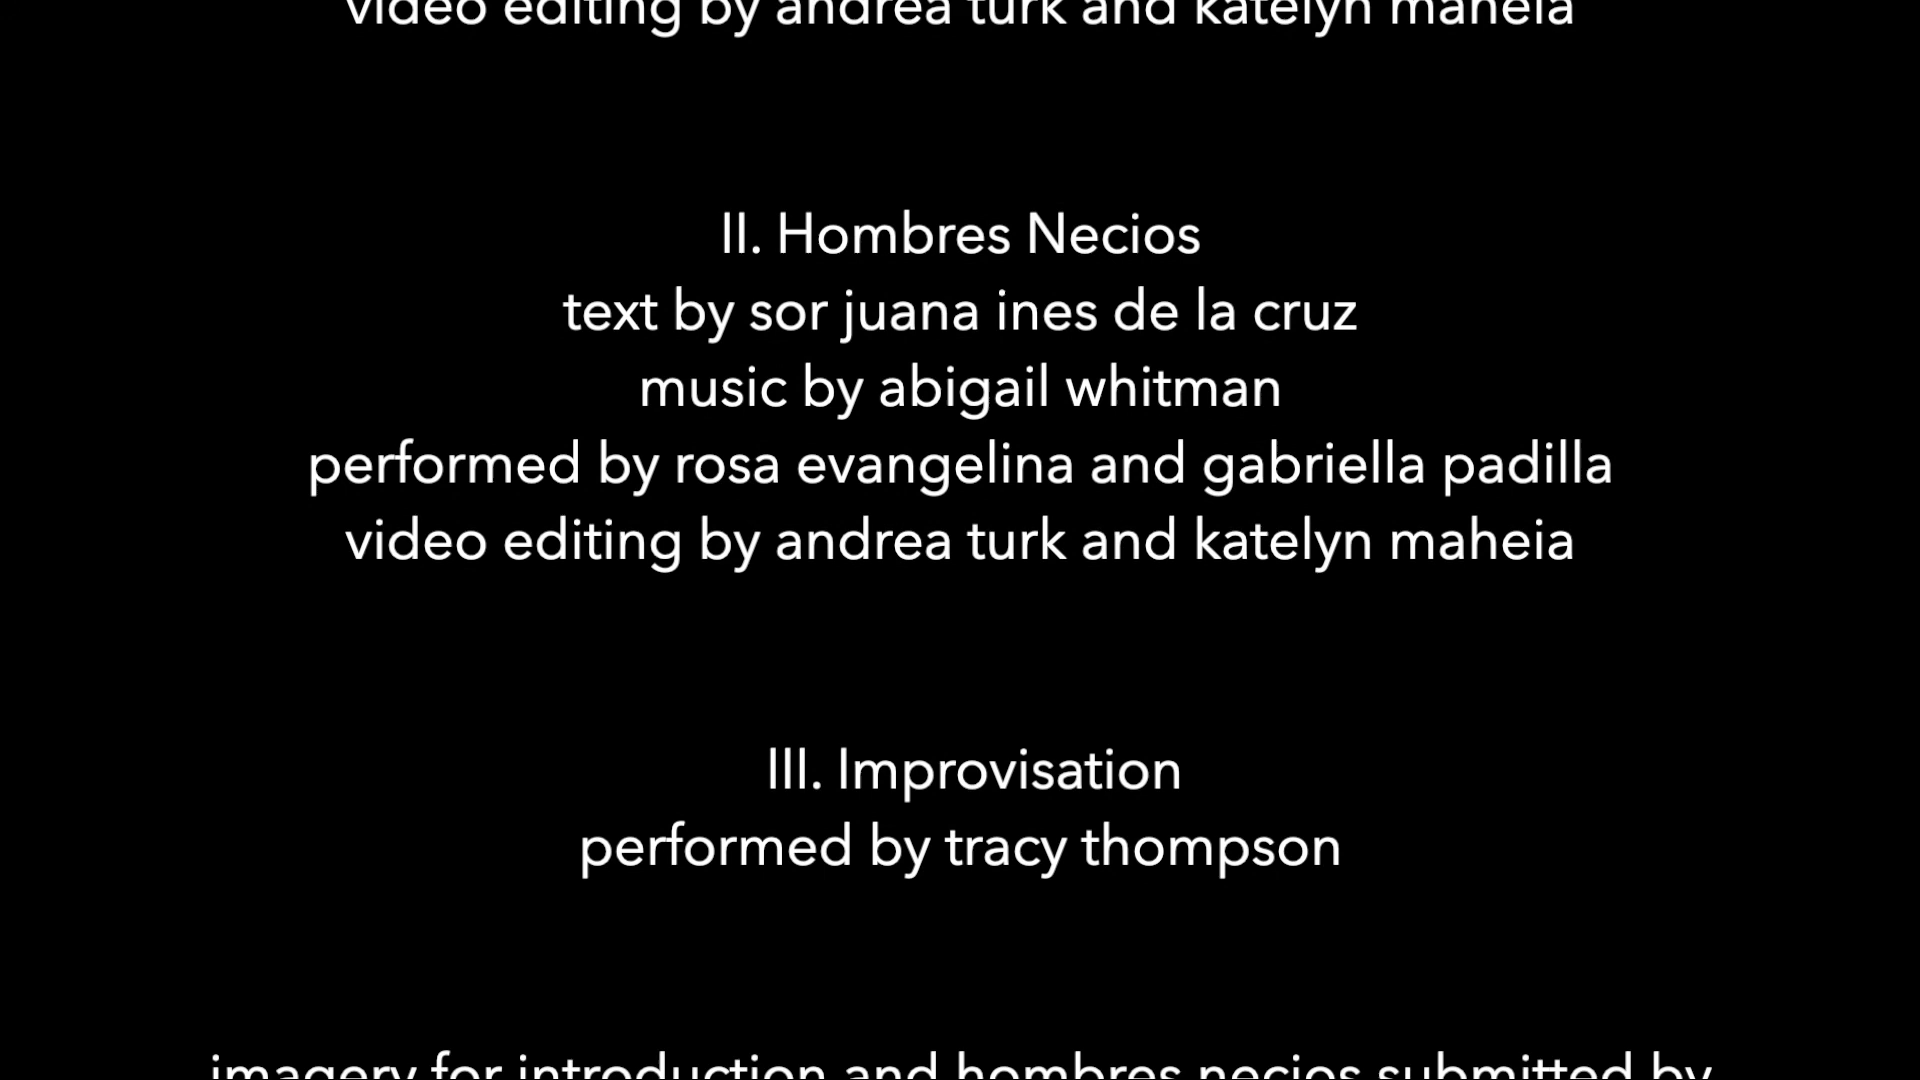 video editing by andrea turk and katelyn maheia
II. Hombres Necios
text by sor juana ines de la cruz
music by abigail whitman
performed by rosa evangelina and gabriella padilla
video editing by andrea turk and katelyn maheia
III. Improvisation
performed by tracy thompson
imagery for introduction and hombres necios submitted by